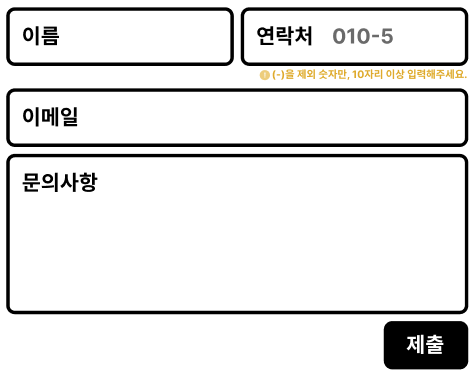 이름
연락처 010-5
(-)을 제외 숫자만, 10자리 이상 입력해주세요.
이메일
문의사항
제출